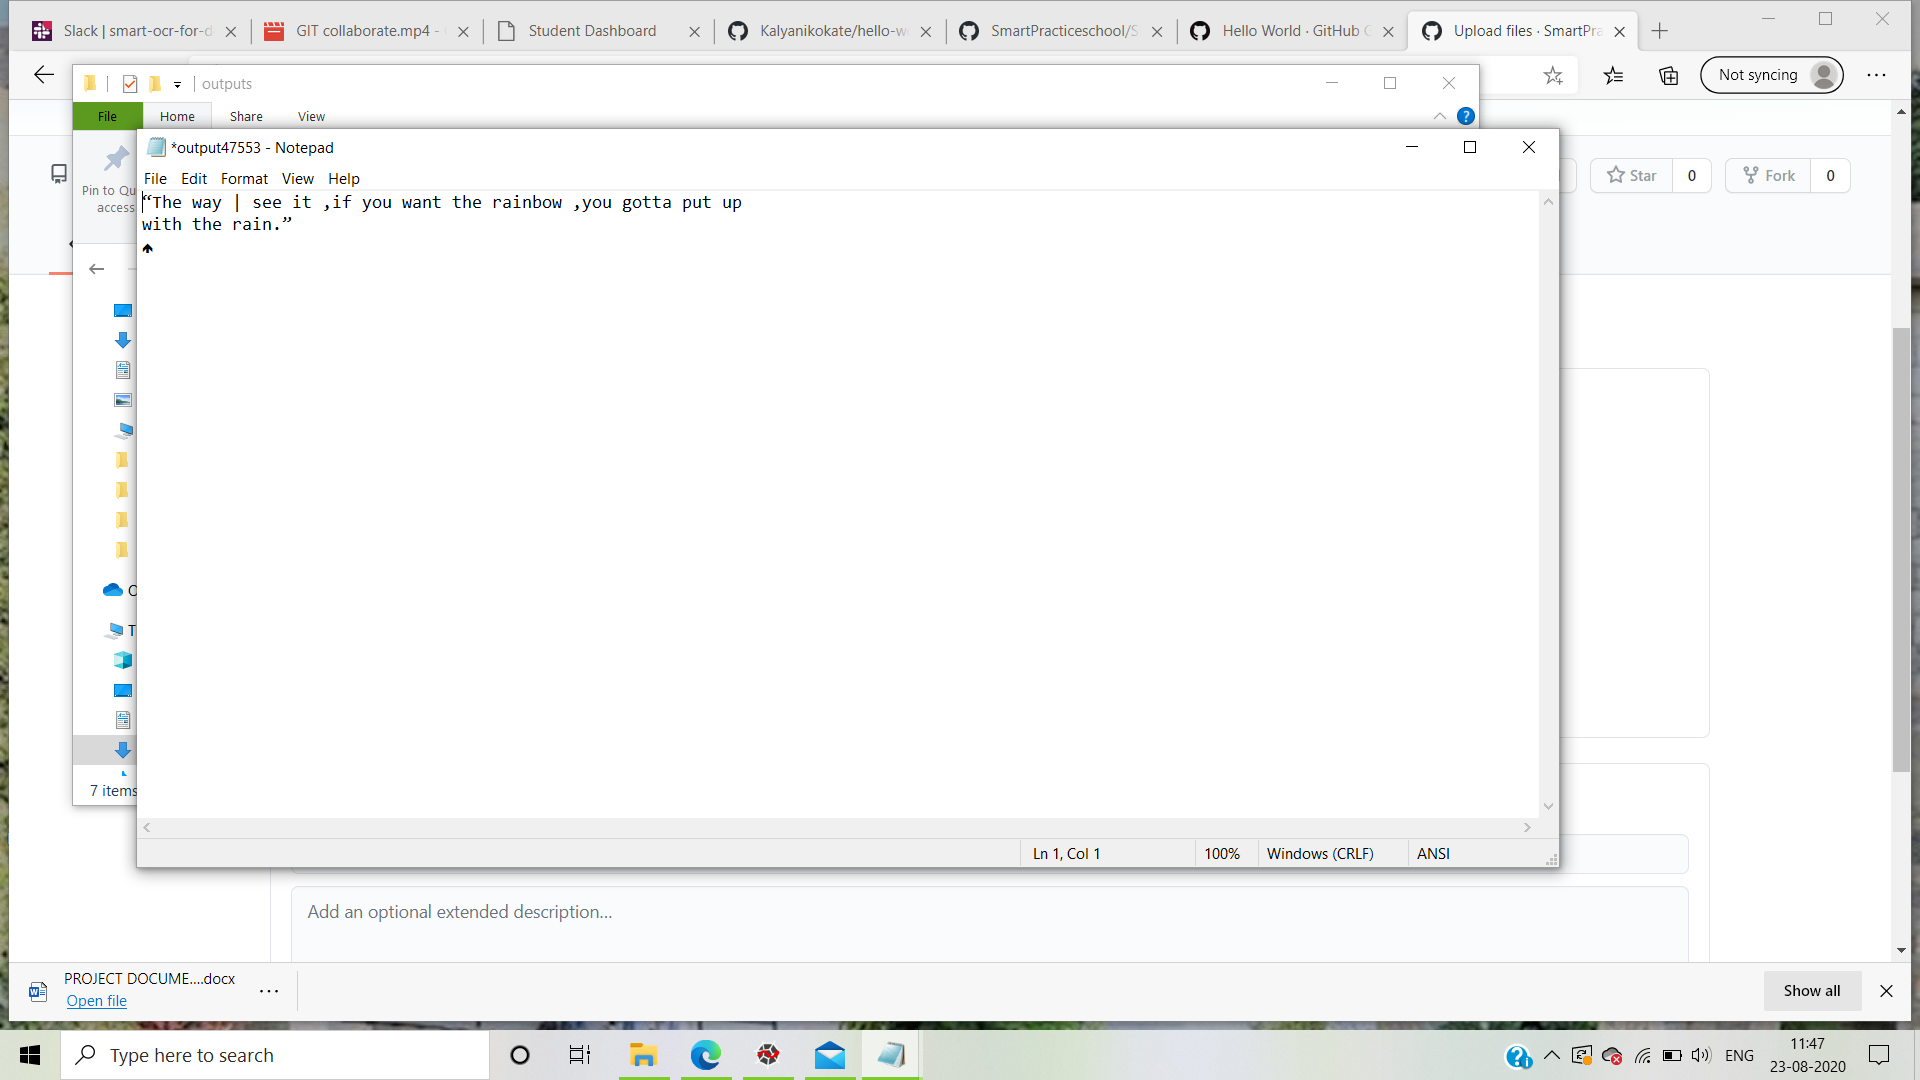 Slack | smart-ocr-for-d
GIT collaborate.mp4 -
Student Dashboard
Kalyanikokate/hello-w
SmartPracticeschool/S
Hello World · GitHub G
Upload files · SmartPra
Not syncing
outputs
File Home Share View
Star 0 Fork 0
Pin to Qu
access
*output47553 - Notepad
File Edit Format View Help
“The way | see it ,if you want the rainbow ,you gotta put up
with the rain.”
O
T
7 items
Ln 1, Col 1 100% Windows (CRLF) ANSI
Add an optional extended description...
PROJECT DOCUME....docx
Open file
Show all
Type here to search
ENG
11:47
23-08-2020